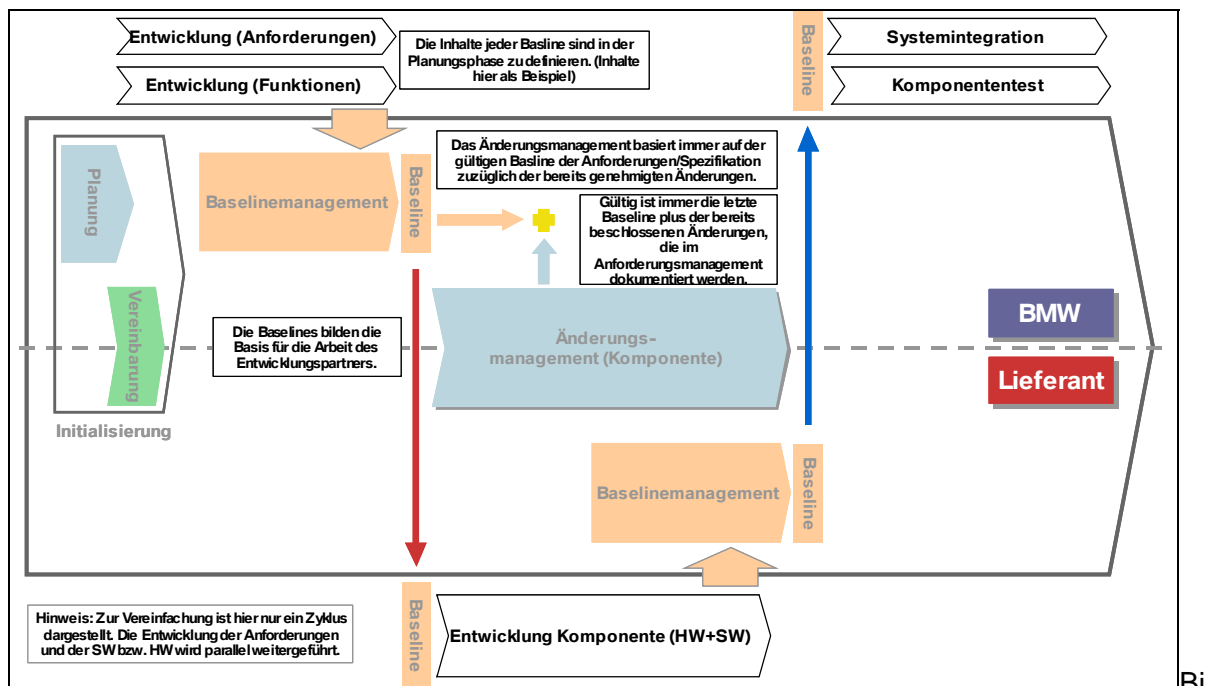 Entwicklung (Anforderungen)
Entwicklung (Funktionen)
Die Inhalte jeder Basline sind in der
Planungsphase zu definieren. (Inhalte
hier als Beispiel)
Baseline
Systemintegration
Komponententest
Planung
Vereinbarung
Initialisierung
Baselinemanagement
Baseline
Das Änderungsmanagement basiert immer auf der
gültigen Basline der Anforderungen/Spezifikation
zuzüglich der bereits genehmigten Änderungen.
Gültig ist immer die letzte
Baseline plus der bereits
beschlossenen Änderungen,
die im
Anforderungsmanagement
dokumentiert werden.
Die Baselines bilden die
Basis für die Arbeit des
Entwicklungspartners.
Änderungs-
management (Komponente)
BMW
Lieferant
Baselinemanagement
Baseline
Hinweis: Zur Vereinfachung ist hier nur ein Zyklus
dargestellt. Die Entwicklung der Anforderungen
und der SW bzw. HW wird parallel weitergeführt.
Baseline
Entwicklung Komponente (HW+SW)
Bi